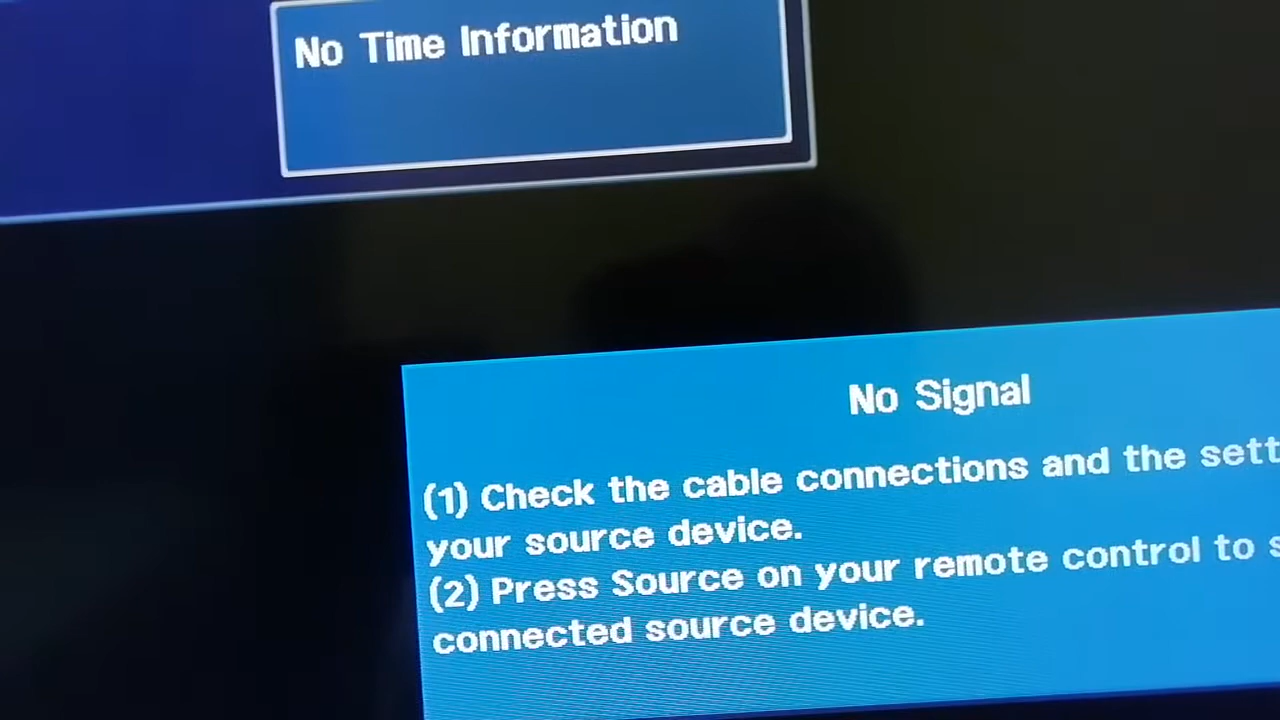 No Time Information
No Signal
(1) Check the cable connections and the sett
your source device.
(2) Press Source on your remote control to s
connected source device.